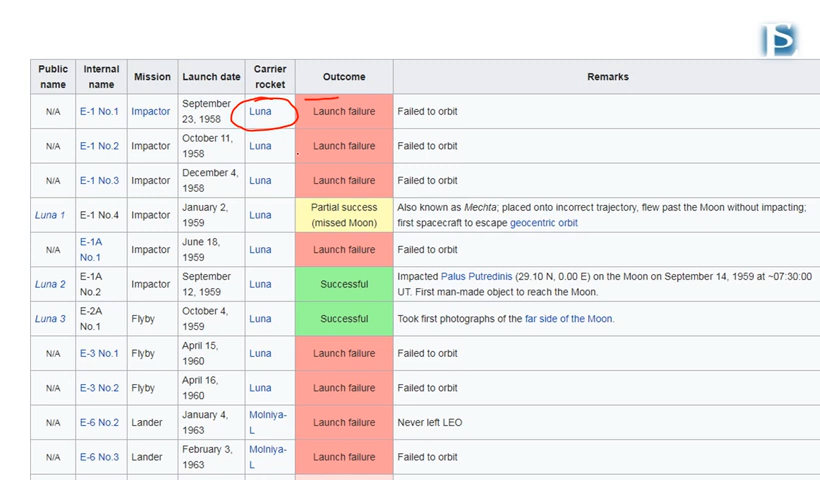 S
Public name | Internal name | Mission | Launch date | Carrier rocket | Outcome | Remarks
N/A | E-1 No.1 | Impactor | September 23, 1958 | Luna | Launch failure | Failed to orbit
N/A | E-1 No.2 | Impactor | October 11, 1958 | Luna | Launch failure | Failed to orbit
N/A | E-1 No.3 | Impactor | December 4, 1958 | Luna | Launch failure | Failed to orbit
Luna 1 | E-1 No.4 | Impactor | January 2, 1959 | Luna | Partial success (missed Moon) | Also known as Mechta; placed onto incorrect trajectory, flew past the Moon without impacting; first spacecraft to escape geocentric orbit
N/A | E-1A No.1 | Impactor | June 18, 1959 | Luna | Launch failure | Failed to orbit
Luna 2 | E-1A No.2 | Impactor | September 12, 1959 | Luna | Successful | Impacted Palus Putredinis (29.10 N, 0.00 E) on the Moon on September 14, 1959 at ~07:30:00 UT. First man-made object to reach the Moon.
Luna 3 | E-2A No.1 | Flyby | October 4, 1959 | Luna | Successful | Took first photographs of the far side of the Moon.
N/A | E-3 No.1 | Flyby | April 15, 1960 | Luna | Launch failure | Failed to orbit
N/A | E-3 No.2 | Flyby | April 16, 1960 | Luna | Launch failure | Failed to orbit
N/A | E-6 No.2 | Lander | January 4, 1963 | Molniya-L | Launch failure | Never left LEO
N/A | E-6 No.3 | Lander | February 3, 1963 | Molniya-L | Launch failure | Failed to orbit